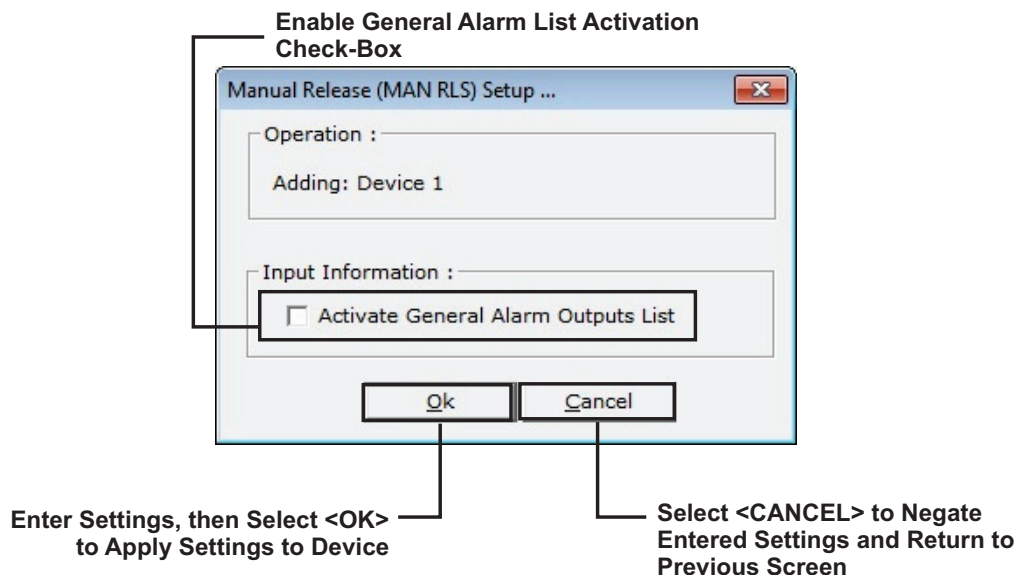 Enable General Alarm List Activation
Check-Box
Manual Release (MAN RLS) Setup ...
Operation :
Adding: Device 1
Input Information :
Activate General Alarm Outputs List
Ok
Cancel
Enter Settings, then Select <OK>
to Apply Settings to Device
Select <CANCEL> to Negate
Entered Settings and Return to
Previous Screen